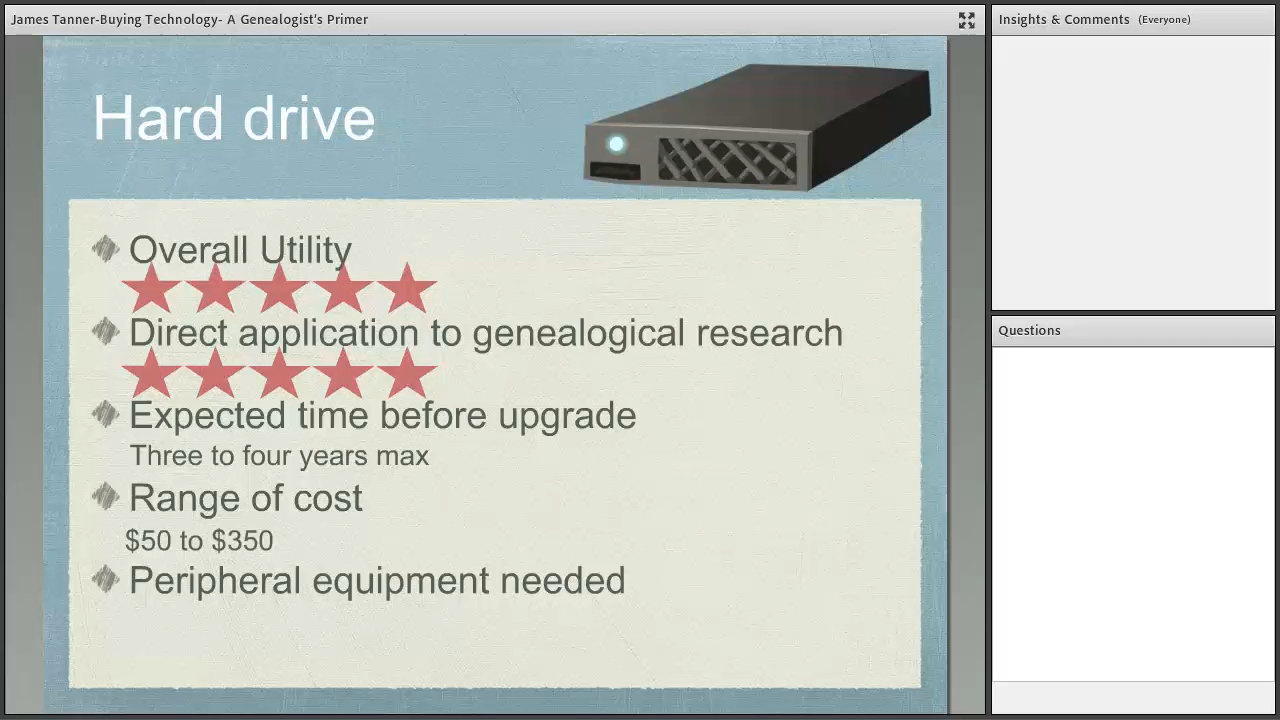 James Tanner-Buying Technology- A Genealogist's Primer
Insights & Comments (Everyone)
Hard drive
Overall Utility
Direct application to genealogical research
Expected time before upgrade
Three to four years max
Range of cost
$50 to $350
Peripheral equipment needed
Questions